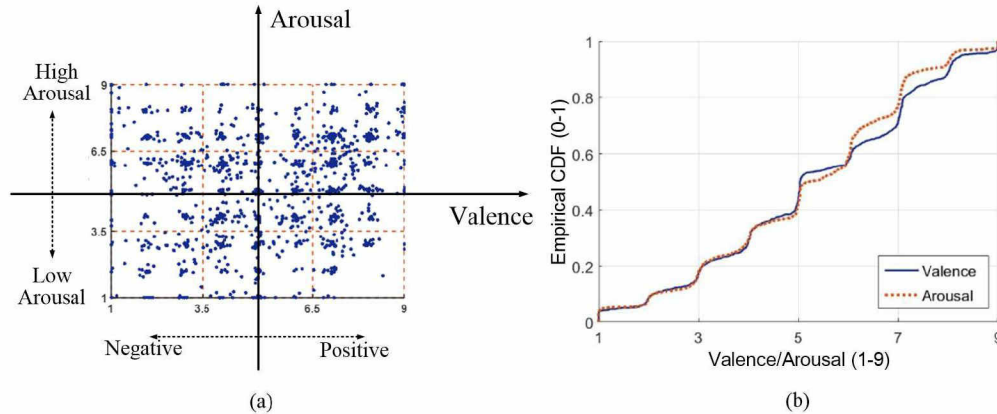 Arousal
High
Arousal
9
6.5
Valence
3.5
Low
Arousal
1
1
3.5
6.5
9
Negative
Positive
(a)
1
0.8
0.6
0.4
0.2
0
Empirical CDF (0-1)
Valence
Arousal
1
3
5
7
9
Valence/Arousal (1-9)
(b)